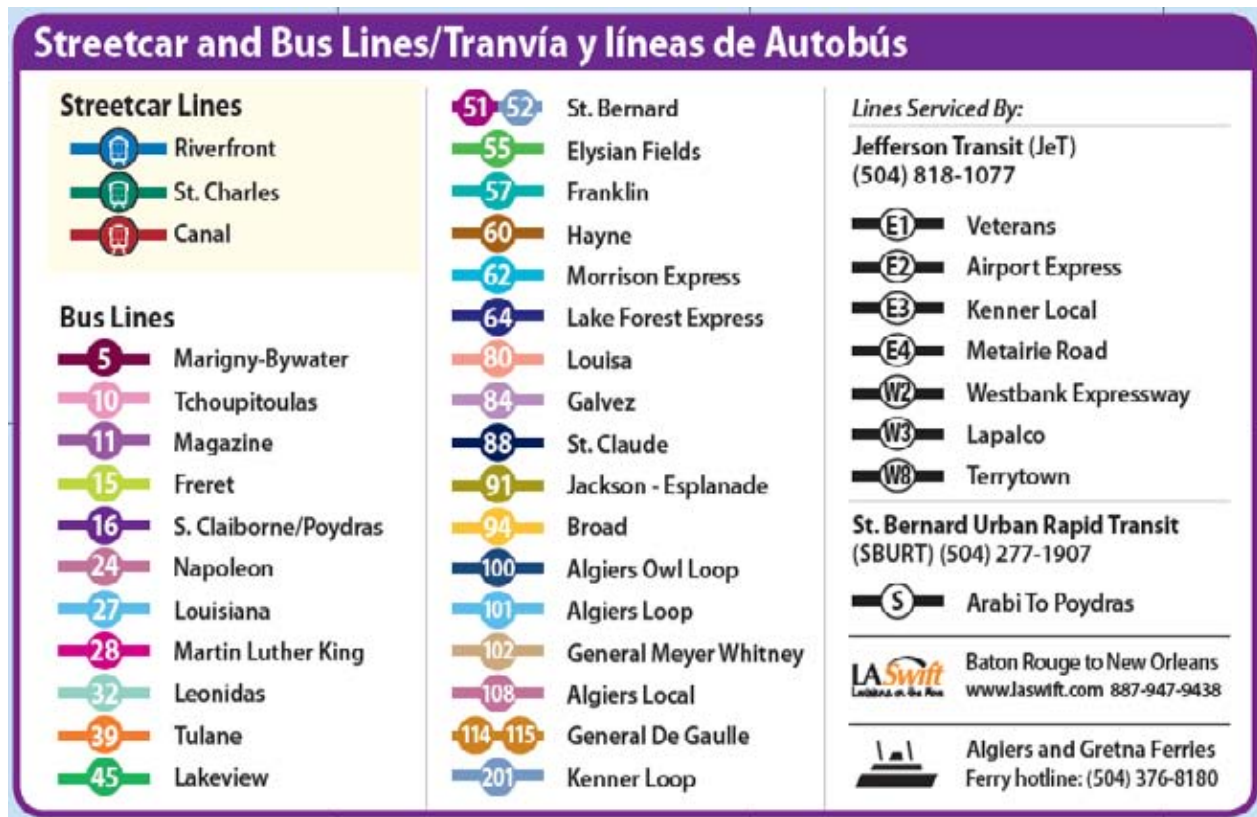 Streetcar and Bus Lines/Tranvía y líneas de Autobús
Streetcar Lines
Riverfront
St. Charles
Canal
Bus Lines
5 Marigny-Bywater
10 Tchoupitoulas
11 Magazine
15 Freret
16 S. Claiborne/Poydras
24 Napoleon
27 Louisiana
28 Martin Luther King
32 Leonidas
39 Tulane
45 Lakeview
51 52 St. Bernard
55 Elysian Fields
57 Franklin
60 Hayne
62 Morrison Express
64 Lake Forest Express
80 Louisa
84 Galvez
88 St. Claude
91 Jackson - Esplanade
94 Broad
100 Algiers Owl Loop
101 Algiers Loop
102 General Meyer Whitney
108 Algiers Local
114 115 General De Gaulle
201 Kenner Loop
Lines Serviced By:
Jefferson Transit (JeT)
(504) 818-1077
E1 Veterans
E2 Airport Express
E3 Kenner Local
E4 Metairie Road
W2 Westbank Expressway
W3 Lapalco
W8 Terrytown
St. Bernard Urban Rapid Transit
(SBURT) (504) 277-1907
S Arabi To Poydras
LA Swift
Louisiana on the Move
Baton Rouge to New Orleans
www.laswift.com 887-947-9438
Algiers and Gretna Ferries
Ferry hotline: (504) 376-8180